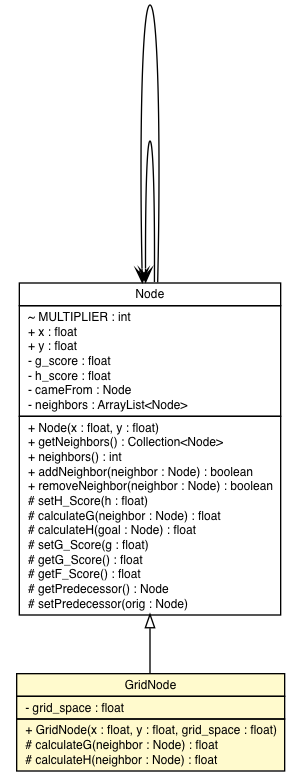 Node
~ MULTIPLIER : int
+ x : float
+ y : float
- g_score : float
- h_score : float
- cameFrom : Node
- neighbors : ArrayList<Node>
+ Node(x : float, y : float)
+ getNeighbors() : Collection<Node>
+ neighbors() : int
+ addNeighbor(neighbor : Node) : boolean
+ removeNeighbor(neighbor : Node) : boolean
# setH_Score(h : float)
# calculateG(neighbor : Node) : float
# calculateH(goal : Node) : float
# setG_Score(g : float)
# getG_Score() : float
# getF_Score() : float
# getPredecessor() : Node
# setPredecessor(orig : Node)
GridNode
- grid_space : float
+ GridNode(x : float, y : float, grid_space : float)
# calculateG(neighbor : Node) : float
# calculateH(neighbor : Node) : float